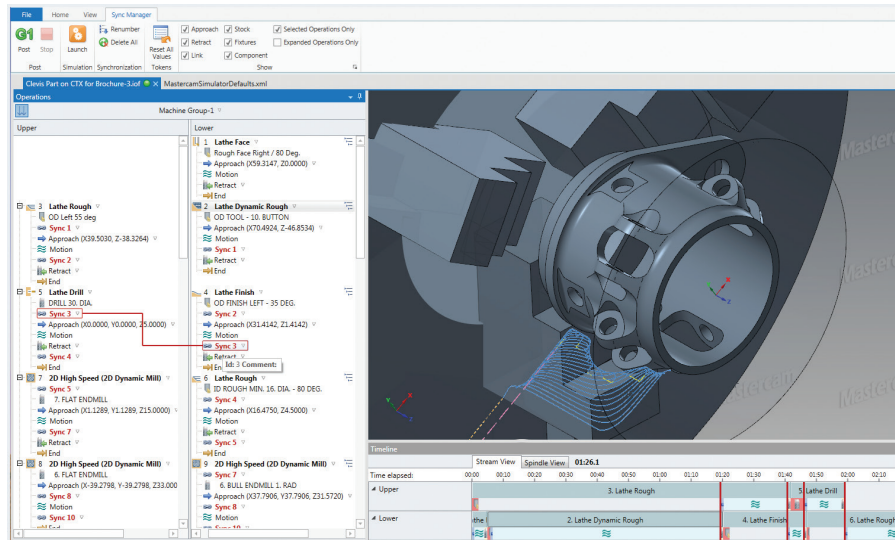 File Home View Sync Manager
G1
Post Stop Launch Renumber Delete All Reset All Values
Approach Stock Selected Operations Only
Retract Fixtures Expanded Operations Only
Link Component
Post Simulation Synchronization Tokens Show
Clevis Part on CTX for Brochure-3.iof MastercamSimulatorDefaults.xml
Operations
Machine Group-1
Upper
3 Lathe Rough
OD Left 55 deg
Sync 1
Approach (X39.5030, Z-38.3264)
Motion
Sync 2
Retract
End
5 Lathe Drill
DRILL 30. DIA.
Sync 3
Approach (X0.0000, Y0.0000, Z5.0000)
Motion
Retract
Sync 4
End
7 2D High Speed (2D Dynamic Mill)
Sync 5
7. FLAT ENDMILL
Approach (X1.1289, Y1.1289, Z15.0000)
Motion
Sync 7
Retract
End
8 2D High Speed (2D Dynamic Mill)
6. FLAT ENDMILL
Approach (X-39.2798, Y-39.2798, Z33.000
Sync 8
Motion
Sync 10
End
Lower
1 Lathe Face
Rough Face Right / 80 Deg.
Approach (X59.3147, Z0.0000)
Motion
Retract
End
2 Lathe Dynamic Rough
OD TOOL - 10. BUTTON
Approach (X70.4924, Z-46.8534)
Motion
Sync 1
Retract
End
4 Lathe Finish
OD FINISH LEFT - 35 DEG.
Sync 2
Approach (X31.4142, Z1.4142)
Motion
Sync 3
Retract
End
Id: 3 Comment:
6 Lathe Rough
ID ROUGH MIN. 16. DIA. - 80 DEG.
Sync 4
Approach (X16.4750, Z4.5000)
Motion
Retract
Sync 5
End
9 2D High Speed (2D Dynamic Mill)
Sync 7
6. BULL ENDMILL 1. RAD
Approach (X37.7906, Y37.7906, Z31.5720)
Sync 8
Motion
Sync 10
Mastercam
Mastercam
Mastercam
Mastercam
X
Z
Y
X
Z
Timeline
Stream View Spindle View 01:26.1
Time elapsed: 00:00 00:10 00:20 00:30 00:40 00:50 01:00 01:10 01:20 01:30 01:40 01:50 02:00 02:10
Upper 3. Lathe Rough 5. Lathe Drill
Lower 2. Lathe Dynamic Rough 4. Lathe Finish 6. Lathe Rough